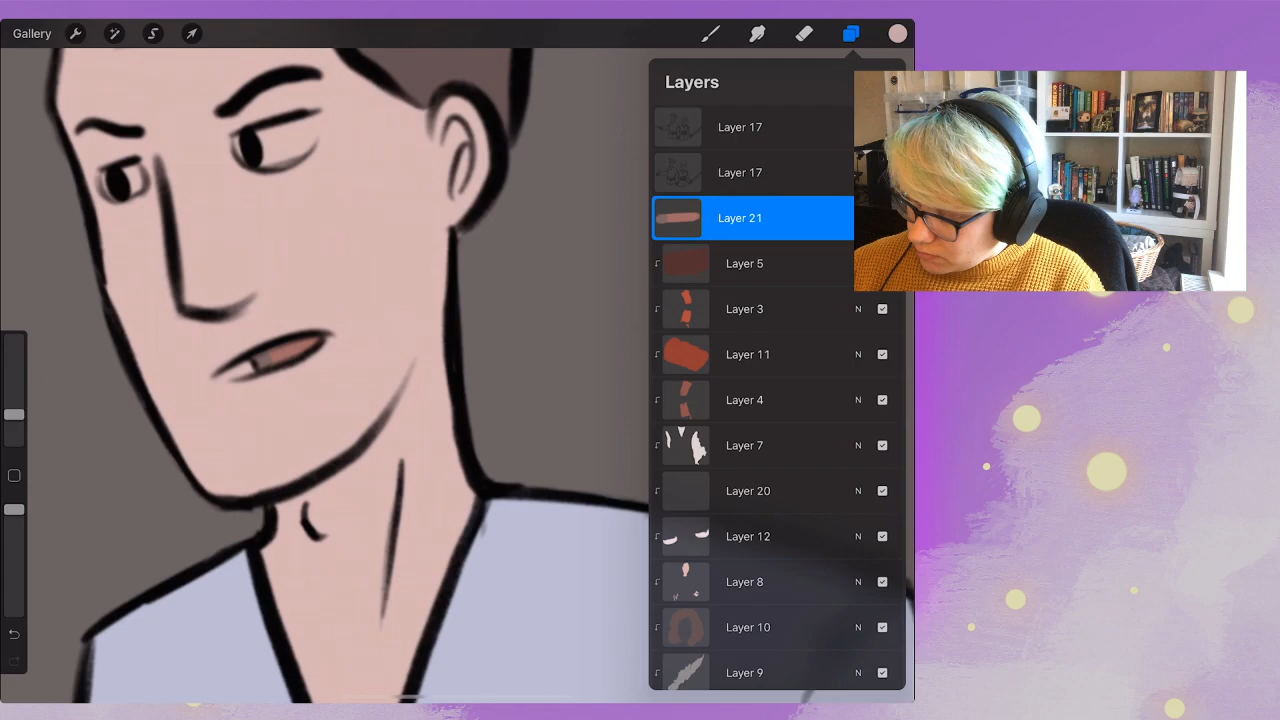 Gallery
Layers
Layer 17
Layer 17
Layer 21
Layer 5
Layer 3 N
Layer 11 N
Layer 4 N
Layer 7 N
Layer 20 N
Layer 12 N
Layer 8 N
Layer 10 N
Layer 9 N